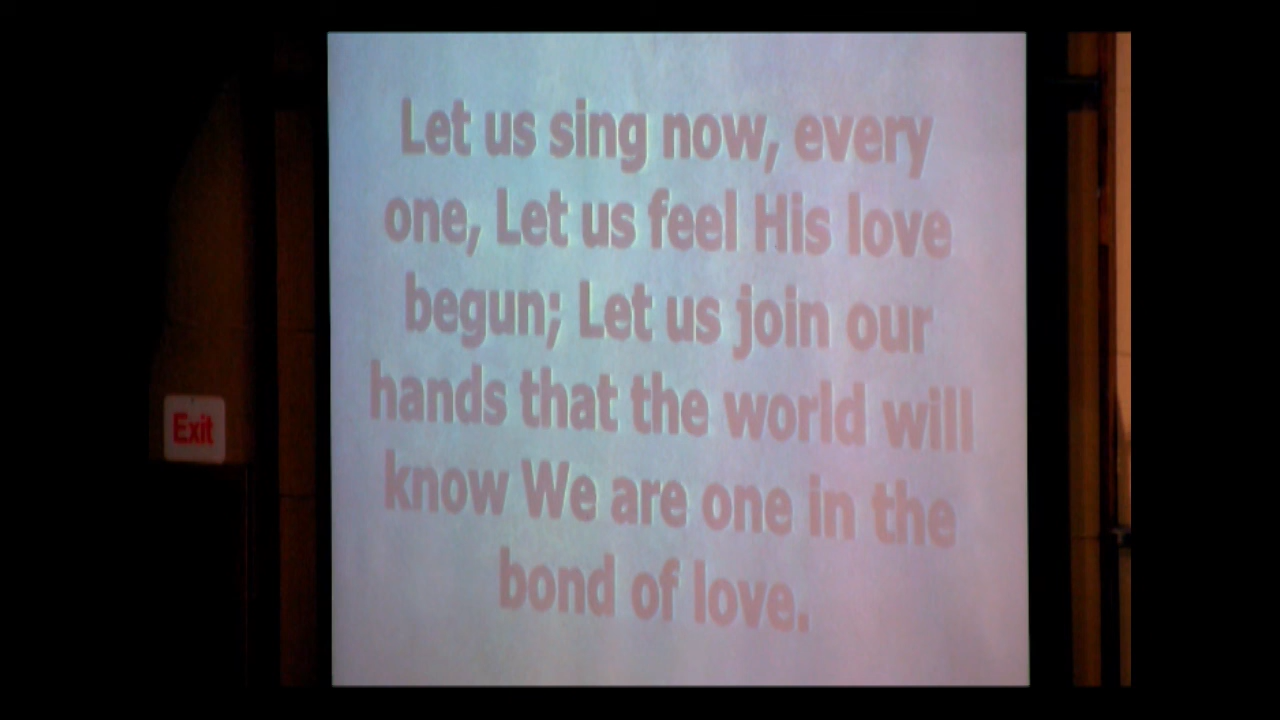 Let us sing now, every
one, Let us feel His love
begun; Let us join our
hands that the world will
know We are one in the
bond of love.
Exit